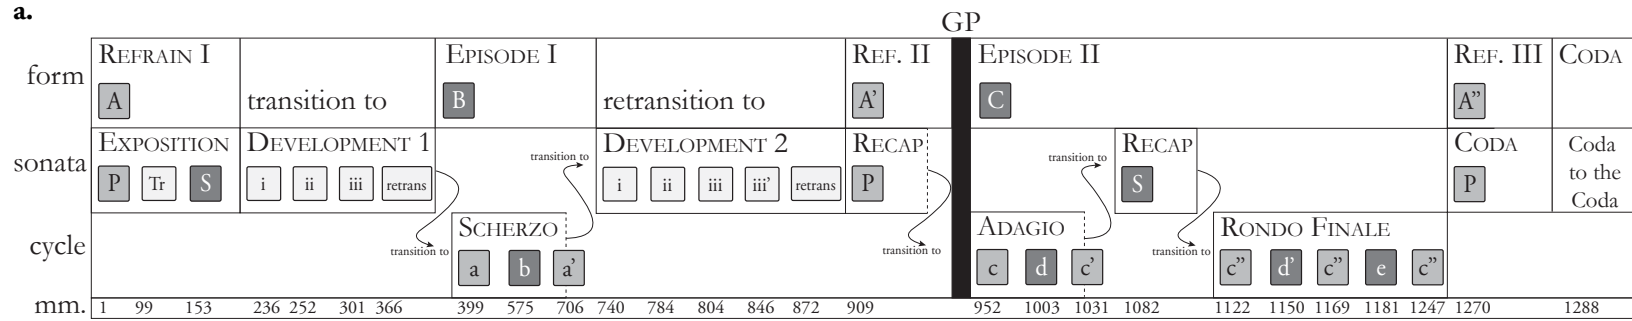 a.
GP
form REFRAIN I EPISODE I REF. II EPISODE II REF. III CODA
A transition to B retransition to A' C A”
sonata EXPOSITION DEVELOPMENT 1 DEVELOPMENT 2 RECAP RECAP CODA Coda to the Coda
P Tr S i ii iii retrans transition to i ii iii iii' retrans P transition to S P
cycle SCHERZO ADAGIO RONDO FINALE
transition to a b a' transition to c d c' transition to c” d' c” e c”
mm. 1 99 153 236 252 301 366 399 575 706 740 784 804 846 872 909 952 1003 1031 1082 1122 1150 1169 1181 1247 1270 1288